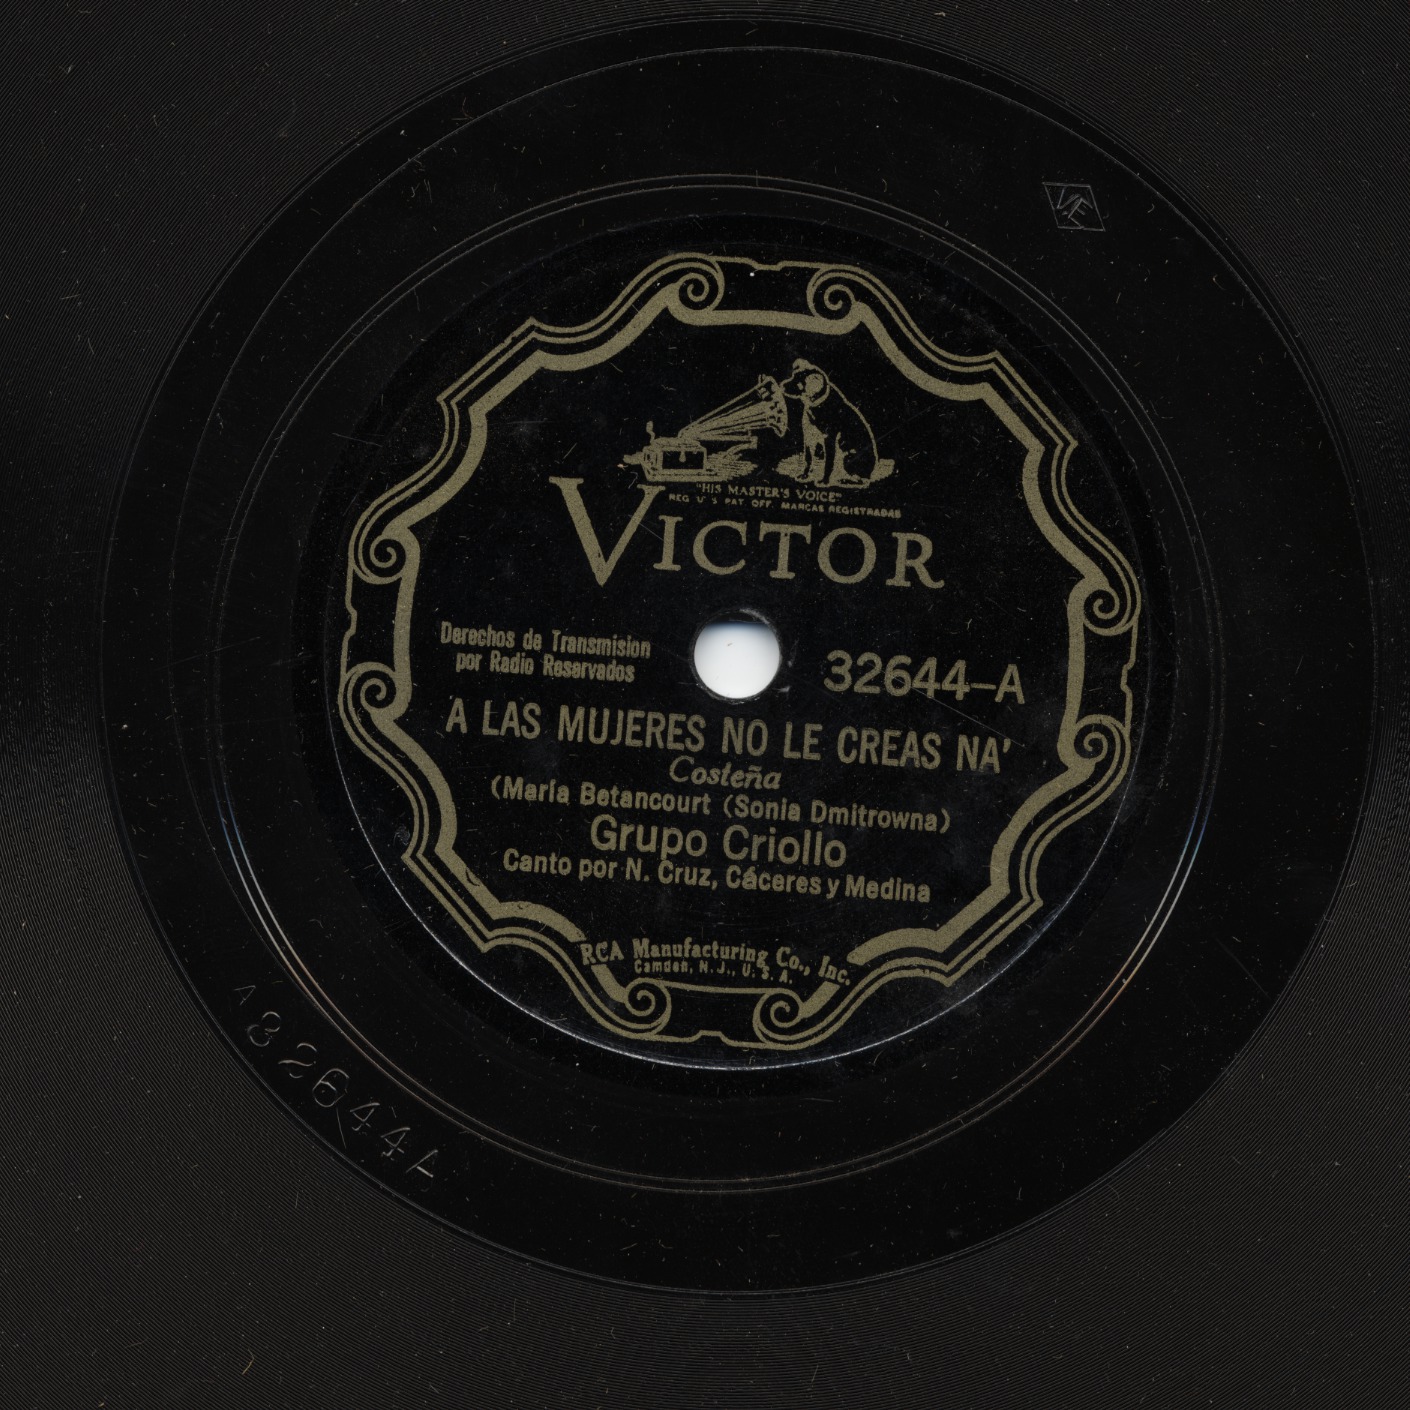 "HIS MASTER'S VOICE"
REG. U. S. PAT. OFF. MARCAS REGISTRADAS
VICTOR
Derechos de Transmision
por Radio Reservados
32644-A
A LAS MUJERES NO LE CREAS NA'
Costeña
(María Betancourt (Sonia Dmitrowna)
Grupo Criollo
Canto por N. Cruz, Cáceres y Medina
RCA Manufacturing Co., Inc.
Camden, N. J., U. S. A.
VE
A 32644 A